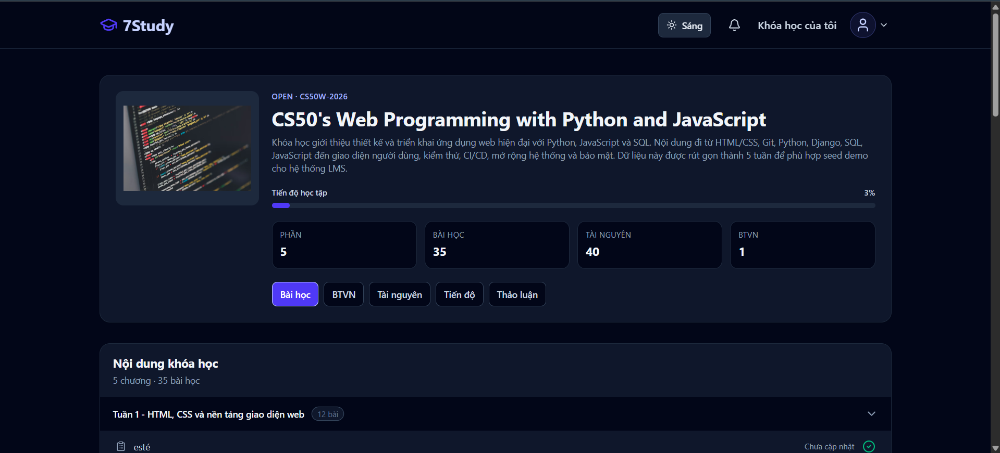 7Study
Sáng
Khóa học của tôi
OPEN · CS50W-2026
CS50's Web Programming with Python and JavaScript
Khóa học giới thiệu thiết kế và triển khai ứng dụng web hiện đại với Python, JavaScript và SQL. Nội dung đi từ HTML/CSS, Git, Python, Django, SQL,
JavaScript đến giao diện người dùng, kiểm thử, CI/CD, mở rộng hệ thống và bảo mật. Dữ liệu này được rút gọn thành 5 tuần để phù hợp seed demo
cho hệ thống LMS.
Tiến độ học tập
3%
PHẦN
5
BÀI HỌC
35
TÀI NGUYÊN
40
BTVN
1
Bài học
BTVN
Tài nguyên
Tiến độ
Thảo luận
Nội dung khóa học
5 chương · 35 bài học
Tuần 1 - HTML, CSS và nền tảng giao diện web
12 bài
esté
Chưa cập nhật